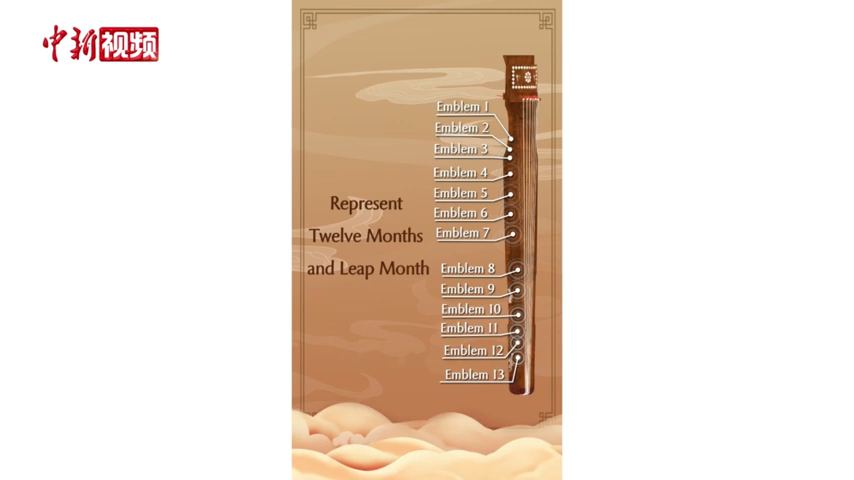 中新视频
Emblem 1
Emblem 2
Emblem 3
Emblem 4
Emblem 5
Emblem 6
Emblem 7
Represent
Twelve Months
and Leap Month
Emblem 8
Emblem 9
Emblem 10
Emblem 11
Emblem 12
Emblem 13